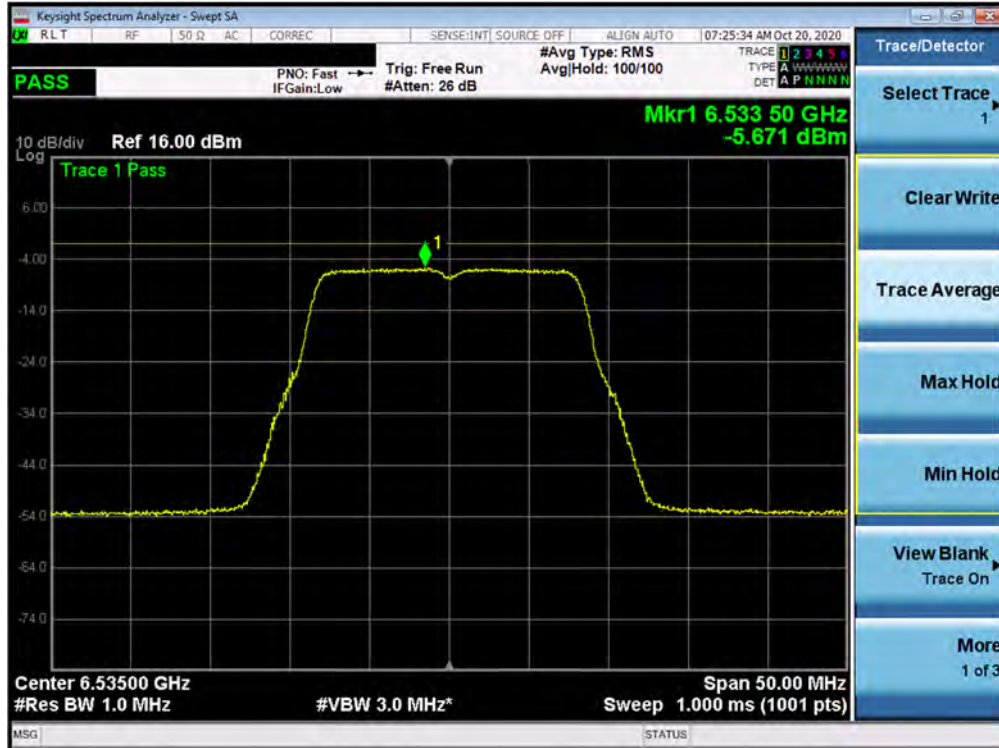 Keysight Spectrum Analyzer - Swept SA
LXI RLT RF 50 Ω AC CORREC SENSE:INT SOURCE OFF ALIGN AUTO 07:25:34 AM Oct 20, 2020
PASS
PNO: Fast
IFGain:Low
Trig: Free Run
#Atten: 26 dB
#Avg Type: RMS
Avg|Hold: 100/100
TRACE 1 2 3 4 5 6
TYPE A WWWWW
DET A P N N N N
Mkr1 6.533 50 GHz
-5.671 dBm
10 dB/div Ref 16.00 dBm
Log
Trace 1 Pass
1
6.00
-4.00
-14.0
-24.0
-34.0
-44.0
-54.0
-64.0
-74.0
Center 6.53500 GHz
#Res BW 1.0 MHz
#VBW 3.0 MHz*
Span 50.00 MHz
Sweep 1.000 ms (1001 pts)
MSG STATUS
Trace/Detector
Select Trace
1
Clear Write
Trace Average
Max Hold
Min Hold
View Blank
Trace On
More
1 of 3